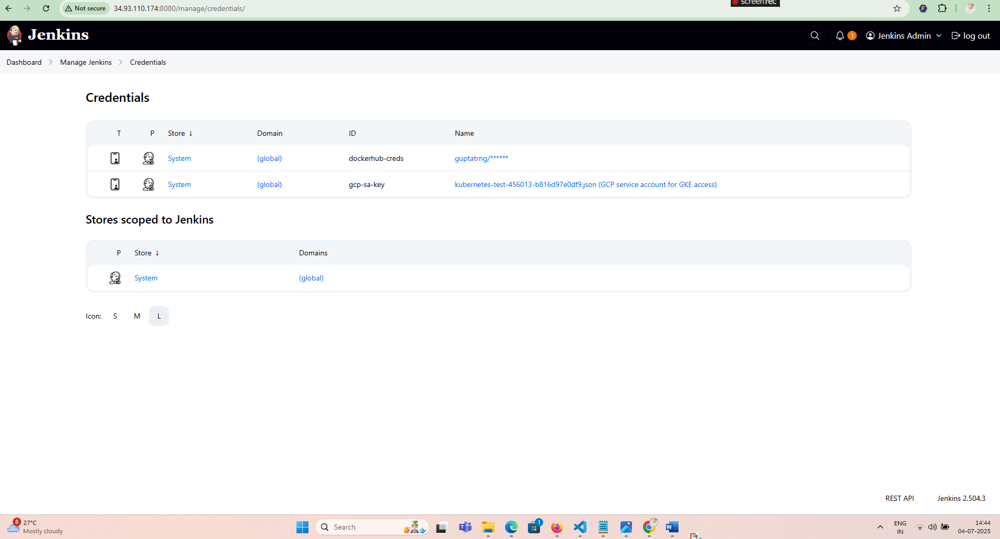 Not secure 34.93.110.174:8080/manage/credentials/ screenrec
Jenkins 1 Jenkins Admin log out
Dashboard Manage Jenkins Credentials
Credentials
T P Store ↓ Domain ID Name
System (global) dockerhub-creds guptatrng/******
System (global) gcp-sa-key kubernetes-test-456013-b816d97e0df9.json (GCP service account for GKE access)
Stores scoped to Jenkins
P Store ↓ Domains
System (global)
Icon: S M L
REST API Jenkins 2.504.3
8 27°C
Mostly cloudy
Search
1
ENG
IN
14:44
04-07-2025